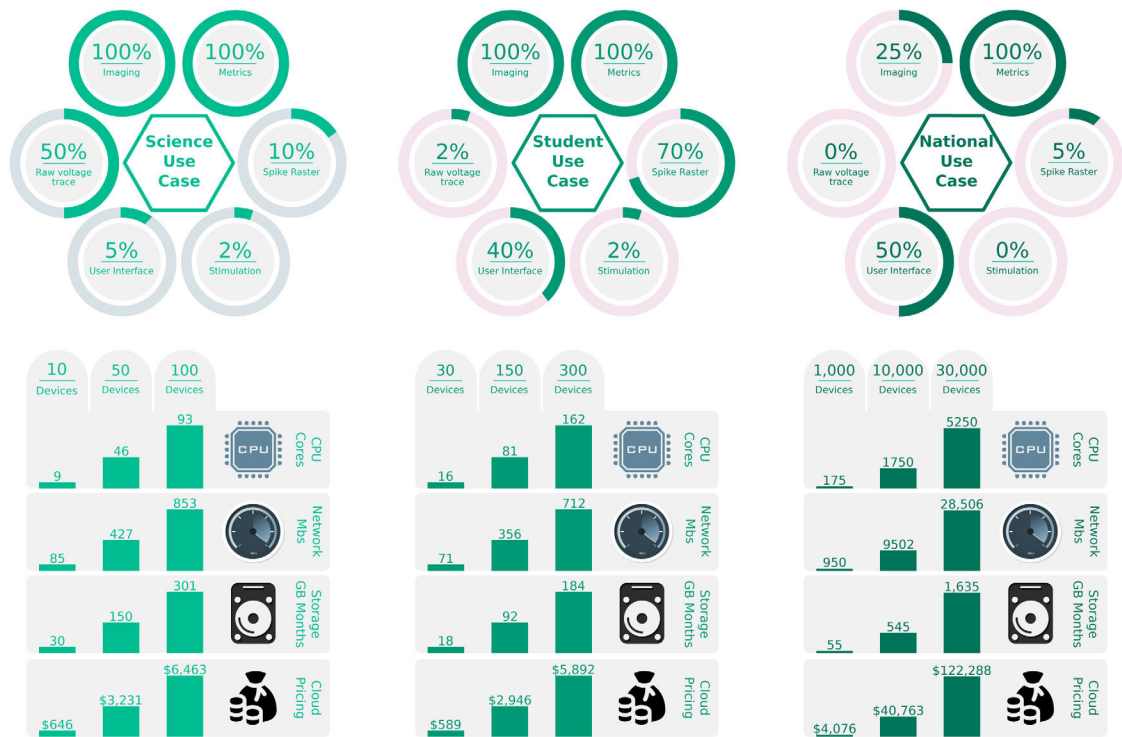 100%
Imaging
100%
Metrics
50%
Raw voltage
trace
Science
Use
Case
10%
Spike Raster
5%
User Interface
2%
Stimulation
100%
Imaging
100%
Metrics
2%
Raw voltage
trace
Student
Use
Case
70%
Spike Raster
40%
User Interface
2%
Stimulation
25%
Imaging
100%
Metrics
0%
Raw voltage
trace
National
Use
Case
5%
Spike Raster
50%
User Interface
0%
Stimulation
10
Devices
50
Devices
100
Devices
9
46
93
CPU
CPU
Cores
85
427
853
Network
Mbs
30
150
301
Storage
GB Months
$646
$3,231
$6,463
Cloud
Pricing
30
Devices
150
Devices
300
Devices
16
81
162
CPU
CPU
Cores
71
356
712
Network
Mbs
18
92
184
Storage
GB Months
$589
$2,946
$5,892
Cloud
Pricing
1,000
Devices
10,000
Devices
30,000
Devices
175
1750
5250
CPU
CPU
Cores
950
9502
28,506
Network
Mbs
55
545
1,635
Storage
GB Months
$4,076
$40,763
$122,288
Cloud
Pricing